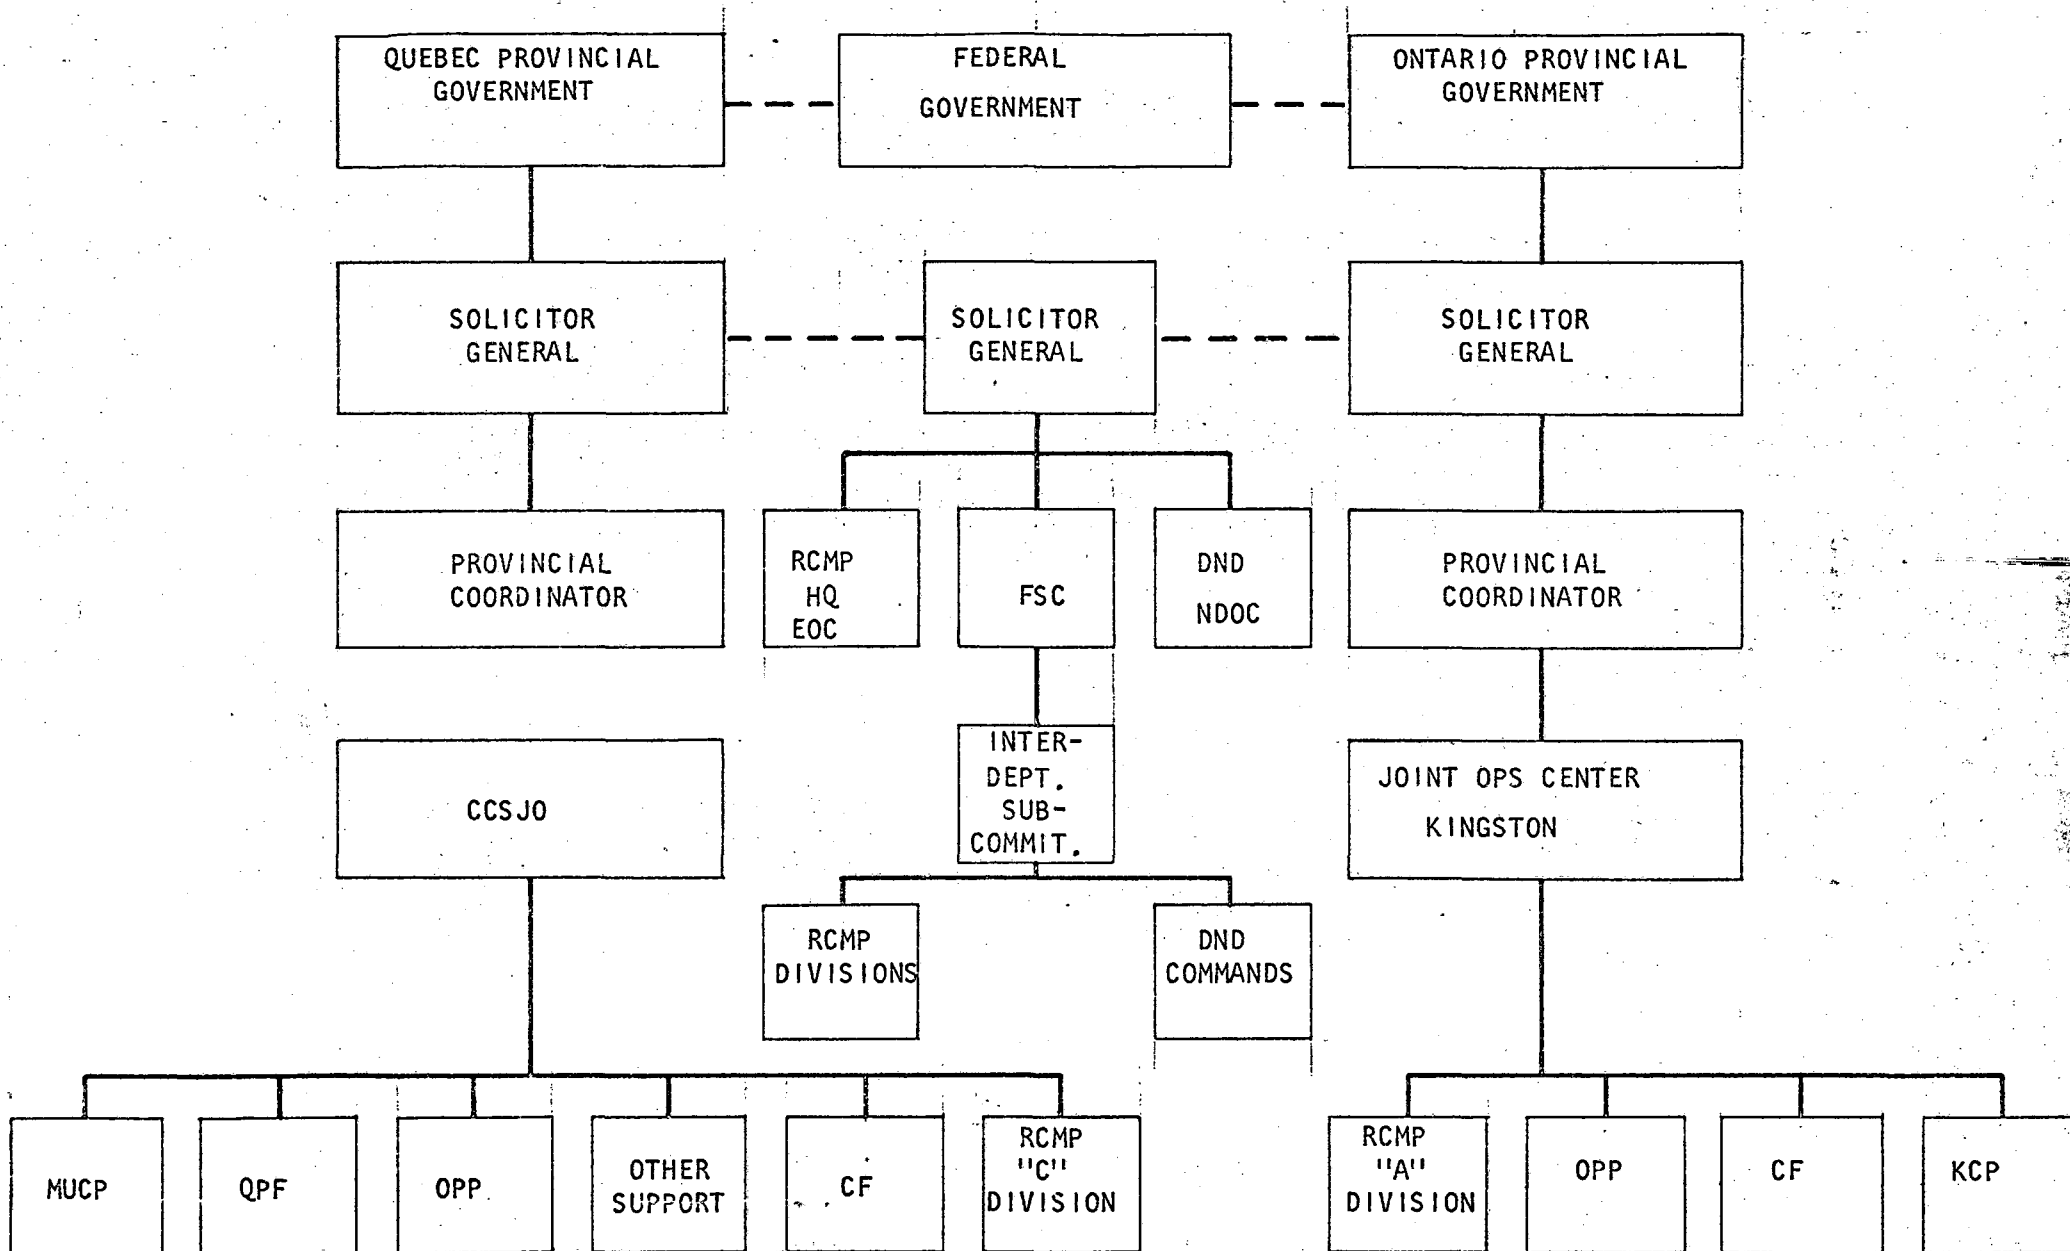 QUEBEC PROVINCIAL
GOVERNMENT
FEDERAL
GOVERNMENT
ONTARIO PROVINCIAL
GOVERNMENT
SOLICITOR
GENERAL
SOLICITOR
GENERAL
SOLICITOR
GENERAL
PROVINCIAL
COORDINATOR
RCMP
HQ
EOC
FSC
DND
NDOC
PROVINCIAL
COORDINATOR
CCSJO
INTER-
DEPT.
SUB-
COMMIT.
JOINT OPS CENTER
KINGSTON
RCMP
DIVISIONS
DND
COMMANDS
MUCP
QPF
OPP
OTHER
SUPPORT
CF
RCMP
"C"
DIVISION
RCMP
"A"
DIVISION
OPP
CF
KCP